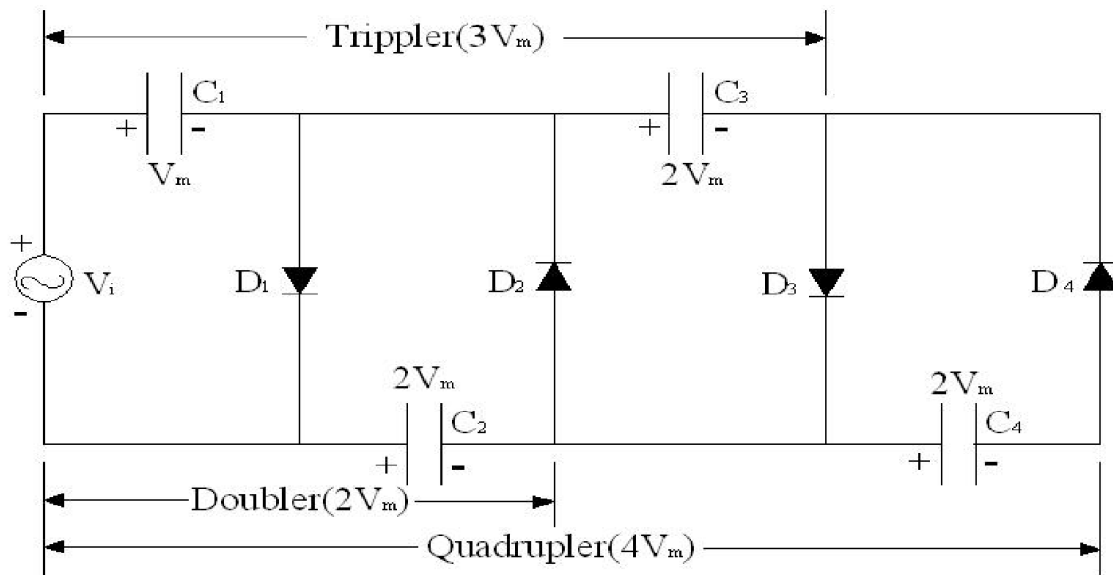 Trippler(3Vₘ)
C₁
C₃
+ -
+ -
Vₘ
2Vₘ
+
Vᵢ
-
D₁
D₂
D₃
D₄
2Vₘ
2Vₘ
C₂
C₄
+ -
+ -
Doubler(2Vₘ)
Quadrupler(4Vₘ)